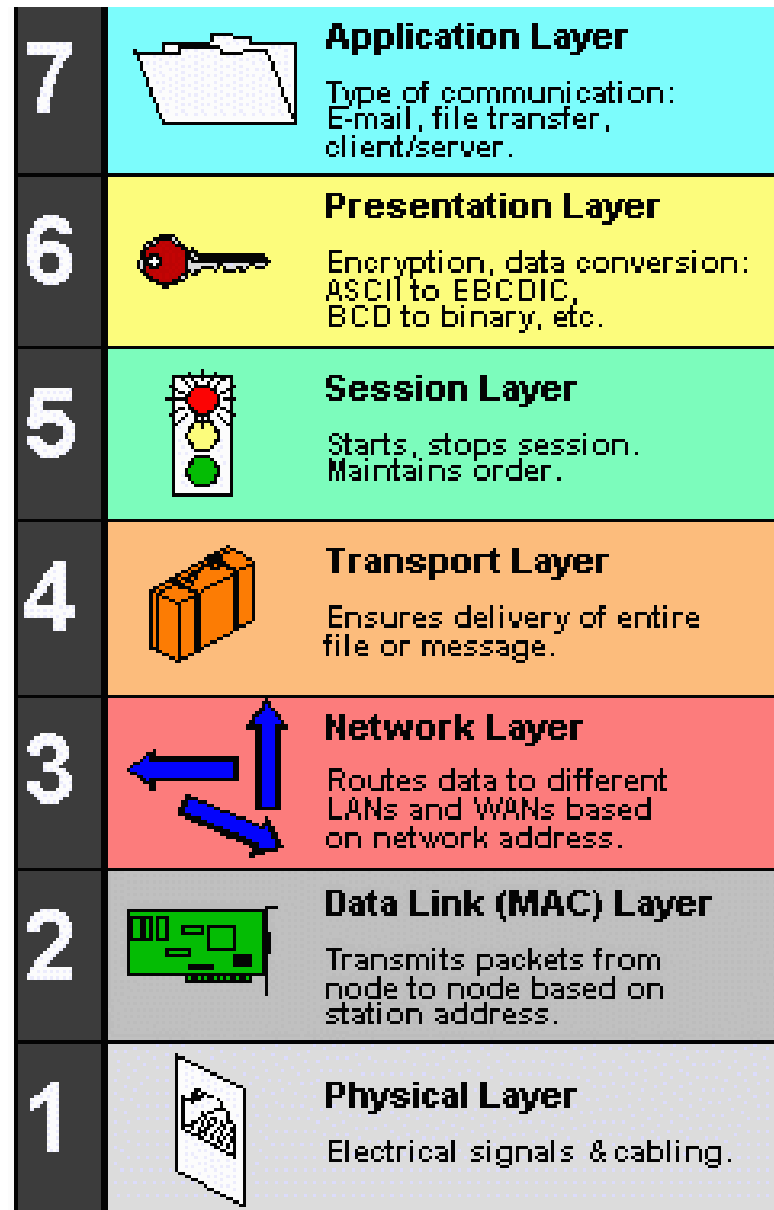 7
Application Layer
Type of communication:
E-mail, file transfer,
client/server.
6
Presentation Layer
Encryption, data conversion:
ASCII to EBCDIC,
BCD to binary, etc.
5
Session Layer
Starts, stops session.
Maintains order.
4
Transport Layer
Ensures delivery of entire
file or message.
3
Network Layer
Routes data to different
LANs and WANs based
on network address.
2
Data Link (MAC) Layer
Transmits packets from
node to node based on
station address.
1
Physical Layer
Electrical signals & cabling.